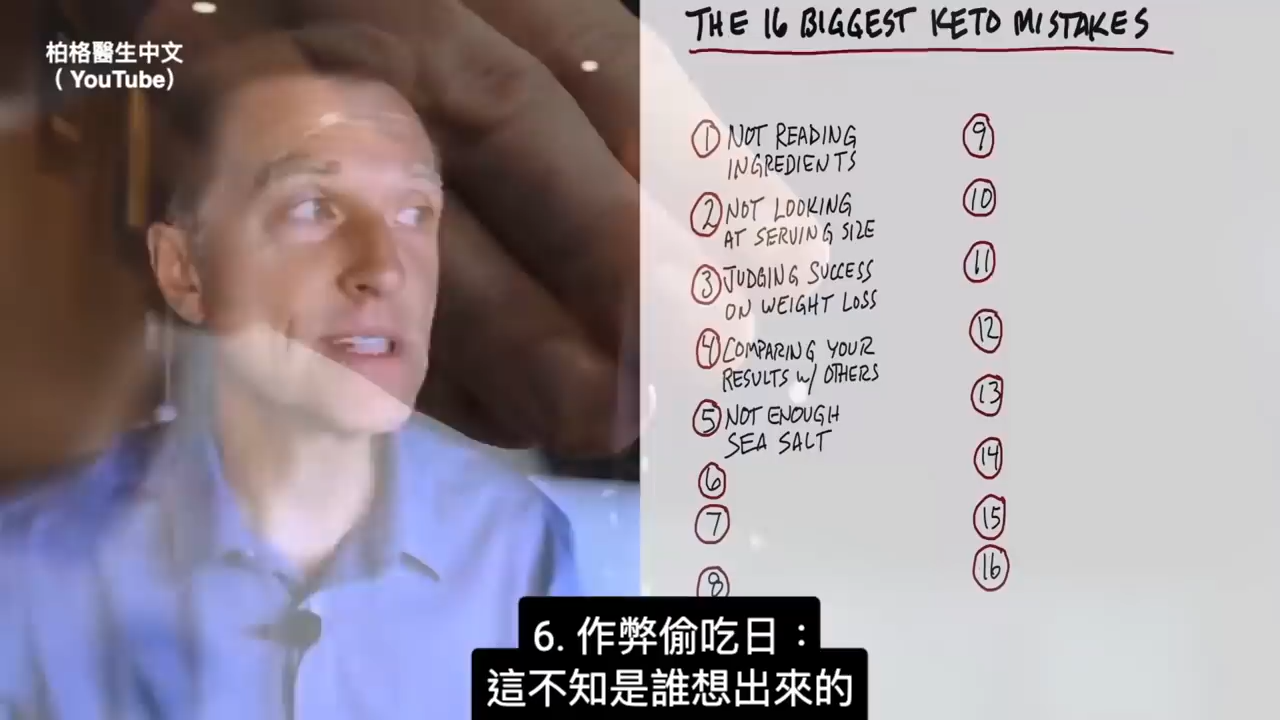 柏格醫生中文
（ YouTube）
THE 16 BIGGEST KETO MISTAKES
① NOT READING
INGREDIENTS
② NOT LOOKING
AT SERVING SIZE
③ JUDGING SUCCESS
ON WEIGHT LOSS
④ COMPARING YOUR
RESULTS W/ OTHERS
⑤ NOT ENOUGH
SEA SALT
⑥
⑦
⑧
⑨
⑩
⑪
⑫
⑬
⑭
⑮
⑯
6. 作弊偷吃日：
這不知是誰想出來的